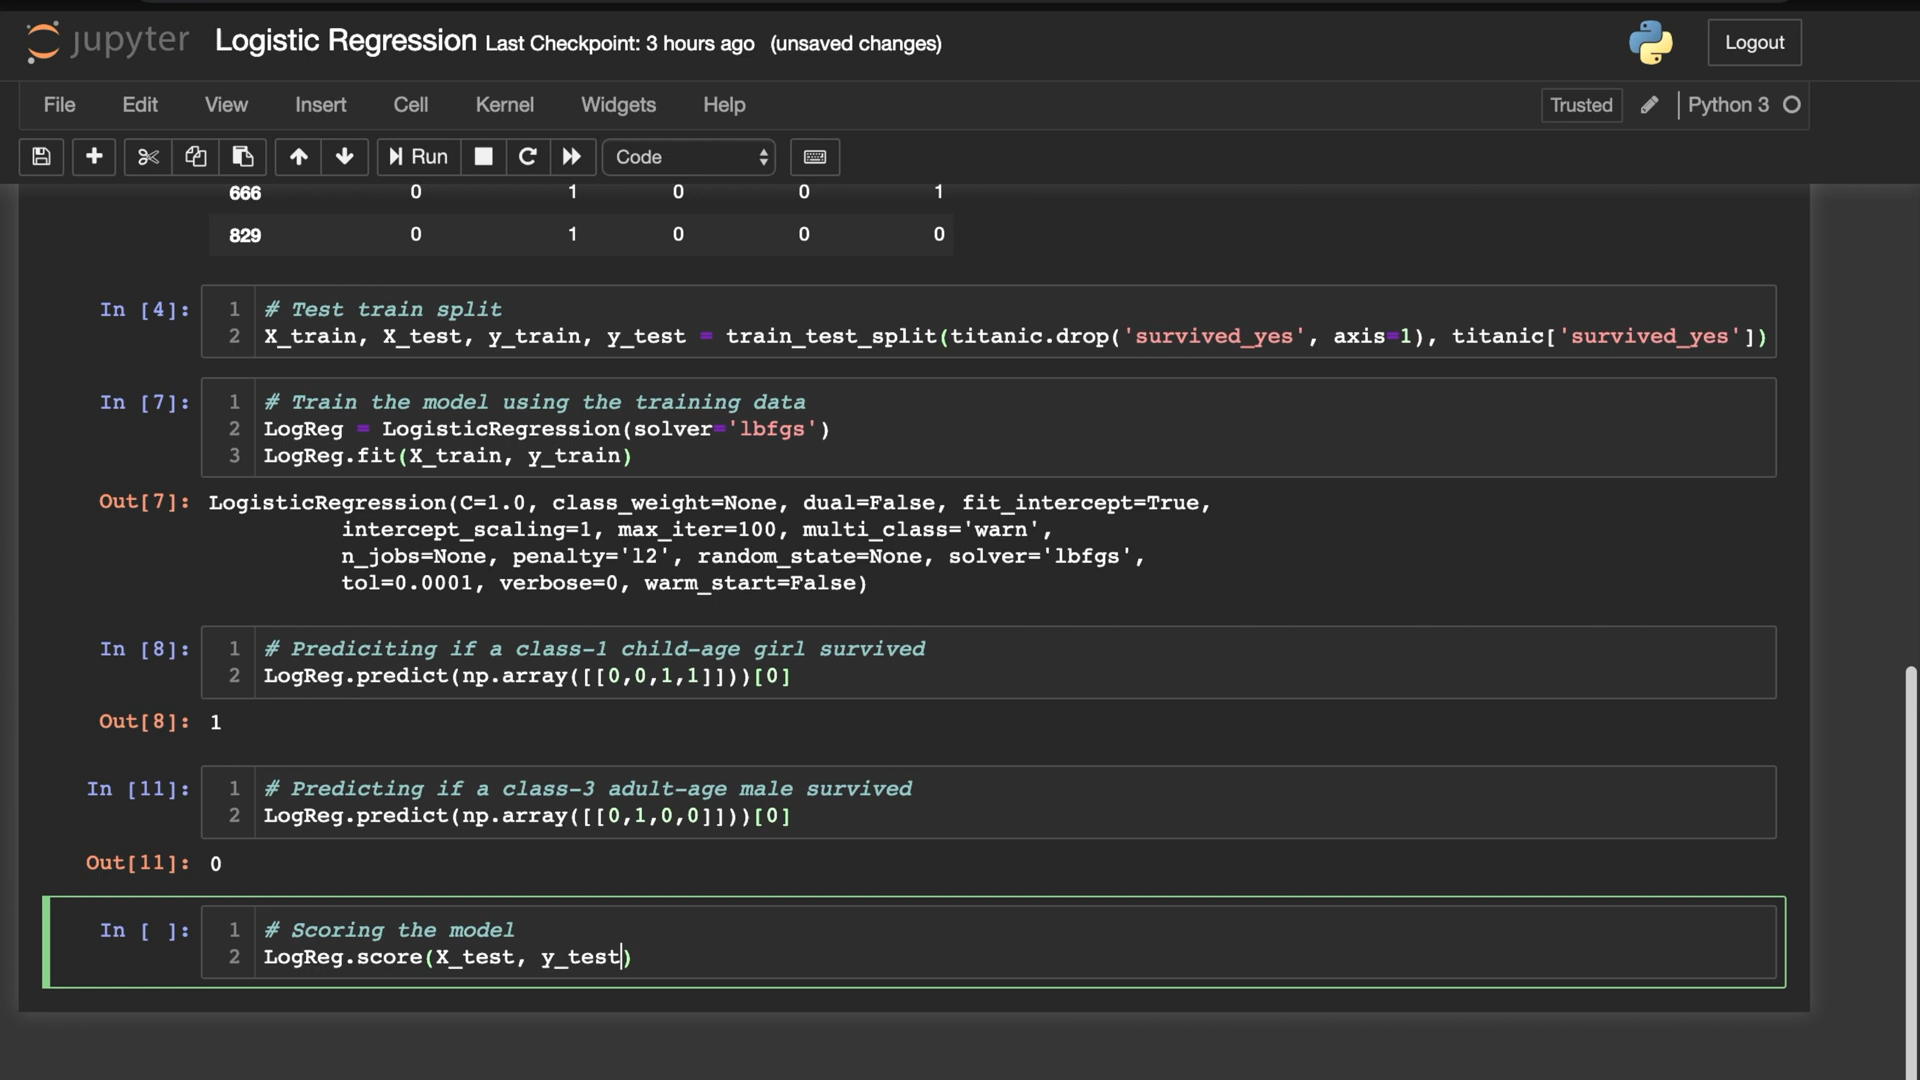 jupyter Logistic Regression Last Checkpoint: 3 hours ago (unsaved changes) Logout
File Edit View Insert Cell Kernel Widgets Help Trusted Python 3
Run Code
666 0 1 0 0 1
829 0 1 0 0 0
In [4]: 1 # Test train split
2 X_train, X_test, y_train, y_test = train_test_split(titanic.drop('survived_yes', axis=1), titanic['survived_yes'])
In [7]: 1 # Train the model using the training data
2 LogReg = LogisticRegression(solver='lbfgs')
3 LogReg.fit(X_train, y_train)
Out[7]: LogisticRegression(C=1.0, class_weight=None, dual=False, fit_intercept=True,
intercept_scaling=1, max_iter=100, multi_class='warn',
n_jobs=None, penalty='l2', random_state=None, solver='lbfgs',
tol=0.0001, verbose=0, warm_start=False)
In [8]: 1 # Prediciting if a class-1 child-age girl survived
2 LogReg.predict(np.array([[0,0,1,1]]))[0]
Out[8]: 1
In [11]: 1 # Predicting if a class-3 adult-age male survived
2 LogReg.predict(np.array([[0,1,0,0]]))[0]
Out[11]: 0
In [ ]: 1 # Scoring the model
2 LogReg.score(X_test, y_test)